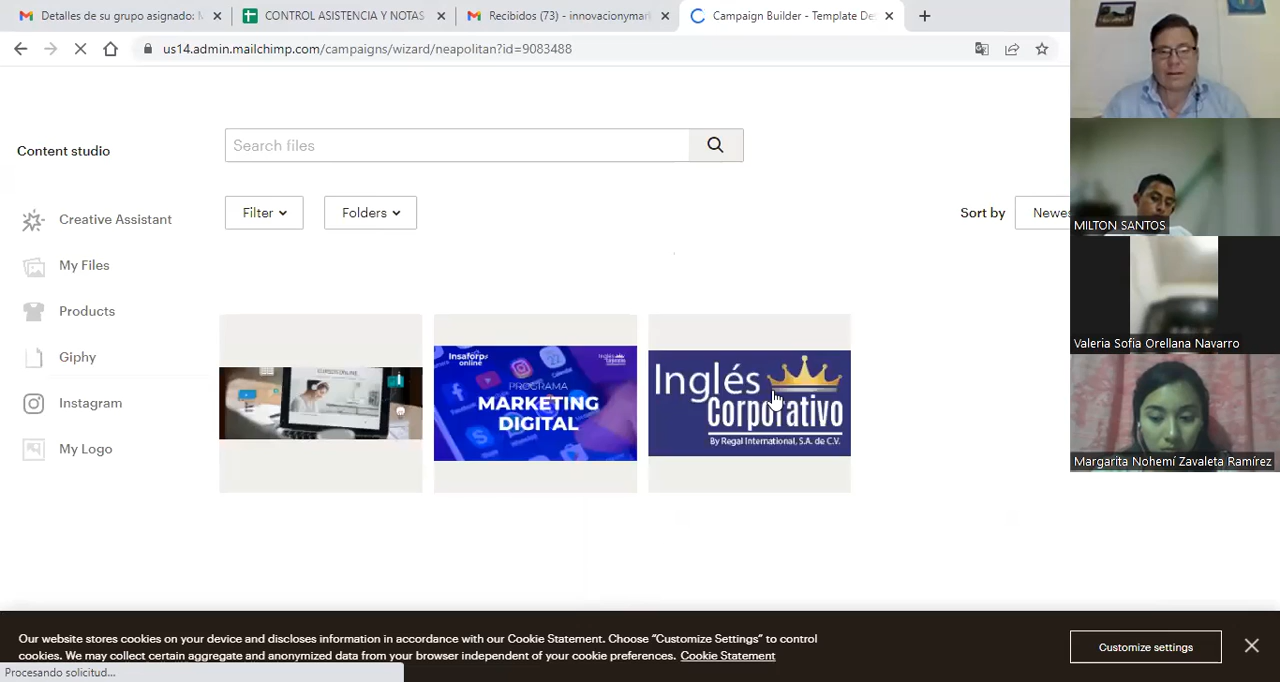 Detalles de su grupo asignado: M
CONTROL ASISTENCIA Y NOTAS
Recibidos (73) - innovacionymark
Campaign Builder - Template Des
us14.admin.mailchimp.com/campaigns/wizard/neapolitan?id=9083488
Content studio
Search files
Filter
Folders
Sort by
Newes
Creative Assistant
My Files
Products
Giphy
Instagram
My Logo
CURSOS ONLINE
Insaforp
online
PROGRAMA
MARKETING
DIGITAL
Inglés
Corporativo
By Regal International, S.A. de C.V.
MILTON SANTOS
Valeria Sofia Orellana Navarro
Margarita Nohemí Zavaleta Ramírez
Our website stores cookies on your device and discloses information in accordance with our Cookie Statement. Choose “Customize Settings” to control
cookies. We may collect certain aggregate and anonymized data from your browser independent of your cookie preferences. Cookie Statement
Customize settings
Procesando solicitud...